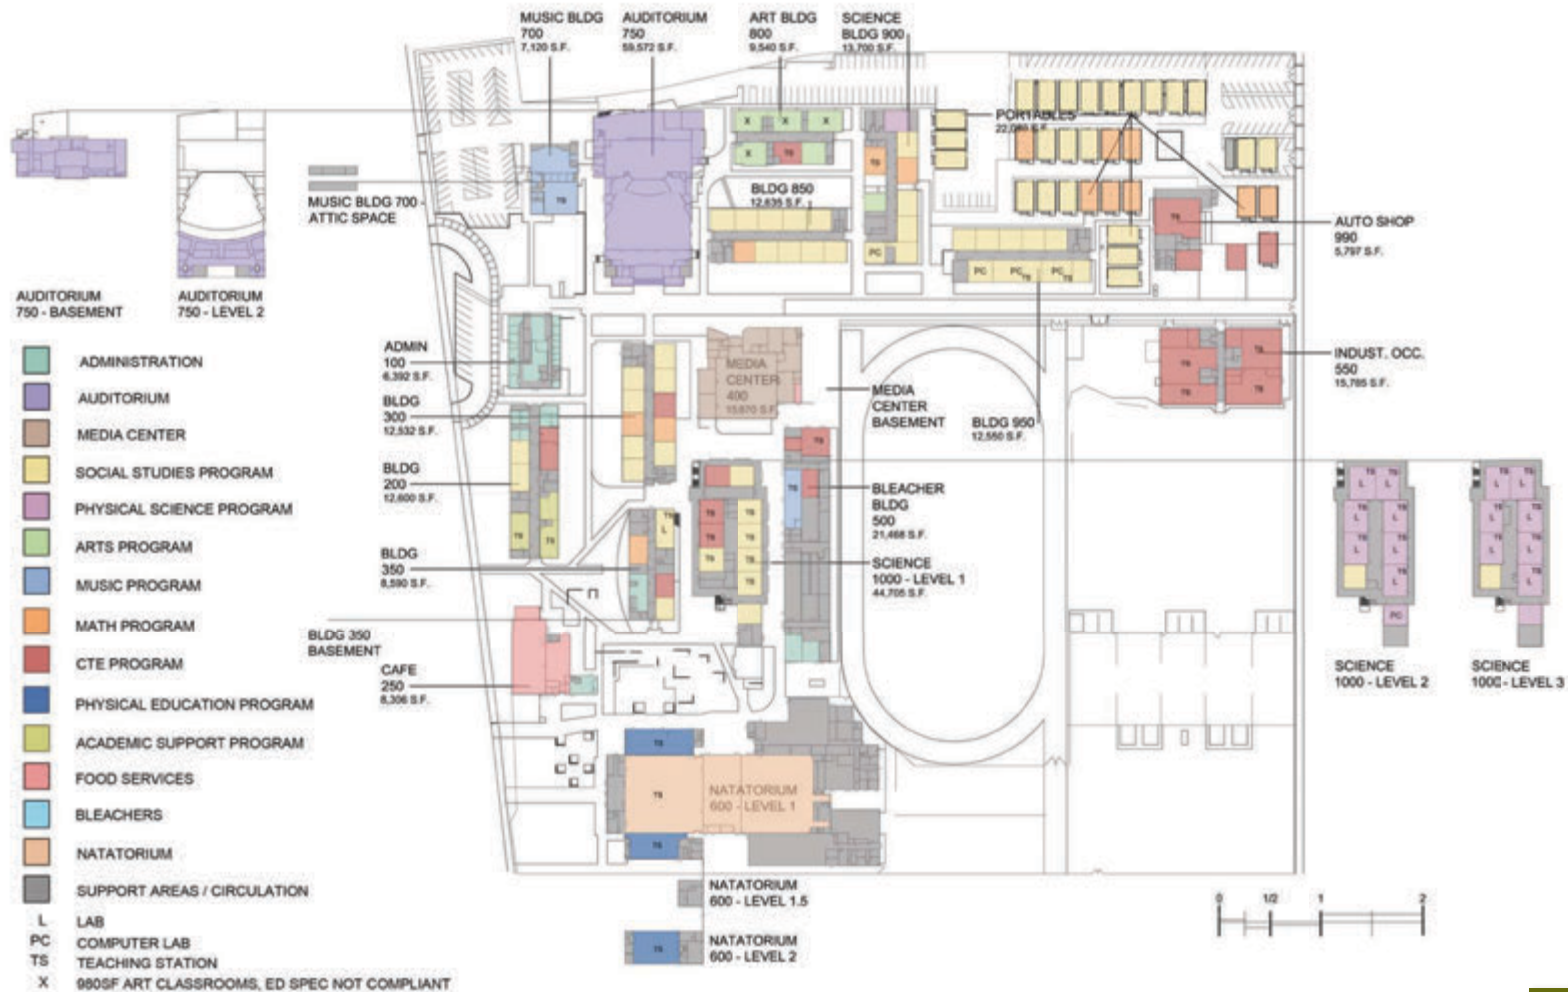 MUSIC BLDG
700
7,120 S.F.
AUDITORIUM
750
59,572 S.F.
ART BLDG
800
9,540 S.F.
SCIENCE
BLDG 900
13,700 S.F.
PORTABLES
BLDG 850
12,635 S.F.
MUSIC BLDG 700 -
ATTIC SPACE
AUTO SHOP
990
5,797 S.F.
AUDITORIUM
750 - BASEMENT
AUDITORIUM
750 - LEVEL 2
ADMIN
100
6,392 S.F.
MEDIA
CENTER
400
15,670 S.F.
INDUST. OCC.
550
15,785 S.F.
BLDG
300
12,532 S.F.
MEDIA
CENTER
BASEMENT
BLDG 950
12,550 S.F.
BLDG
200
12,600 S.F.
BLEACHER
BLDG
500
21,468 S.F.
BLDG
350
8,590 S.F.
SCIENCE
1000 - LEVEL 1
44,705 S.F.
BLDG 350
BASEMENT
CAFE
250
8,306 S.F.
SCIENCE
1000 - LEVEL 2
SCIENCE
1000 - LEVEL 3
NATATORIUM
600 - LEVEL 1
NATATORIUM
600 - LEVEL 1.5
NATATORIUM
600 - LEVEL 2
ADMINISTRATION
AUDITORIUM
MEDIA CENTER
SOCIAL STUDIES PROGRAM
PHYSICAL SCIENCE PROGRAM
ARTS PROGRAM
MUSIC PROGRAM
MATH PROGRAM
CTE PROGRAM
PHYSICAL EDUCATION PROGRAM
ACADEMIC SUPPORT PROGRAM
FOOD SERVICES
BLEACHERS
NATATORIUM
SUPPORT AREAS / CIRCULATION
L LAB
PC COMPUTER LAB
TS TEACHING STATION
X 980SF ART CLASSROOMS, ED SPEC NOT COMPLIANT
0 1/2 1 2